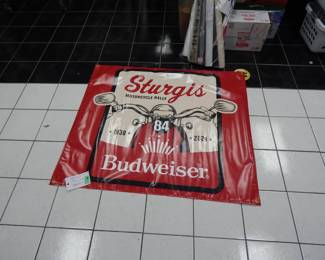 Sturgis
MOTORCYCLE RALLY
84
1938 2024
Budweiser